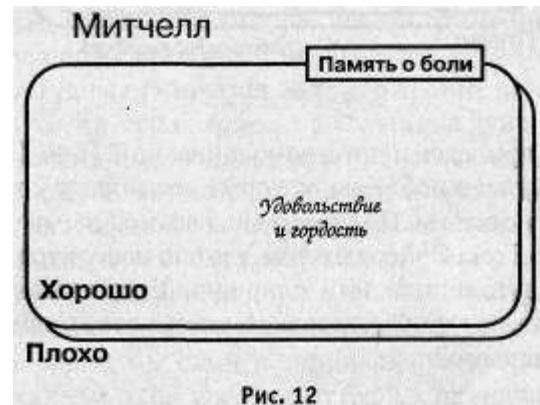 Митчелл
Память о боли
Удовольствие
и гордость
Хорошо
Плохо
Рис. 12